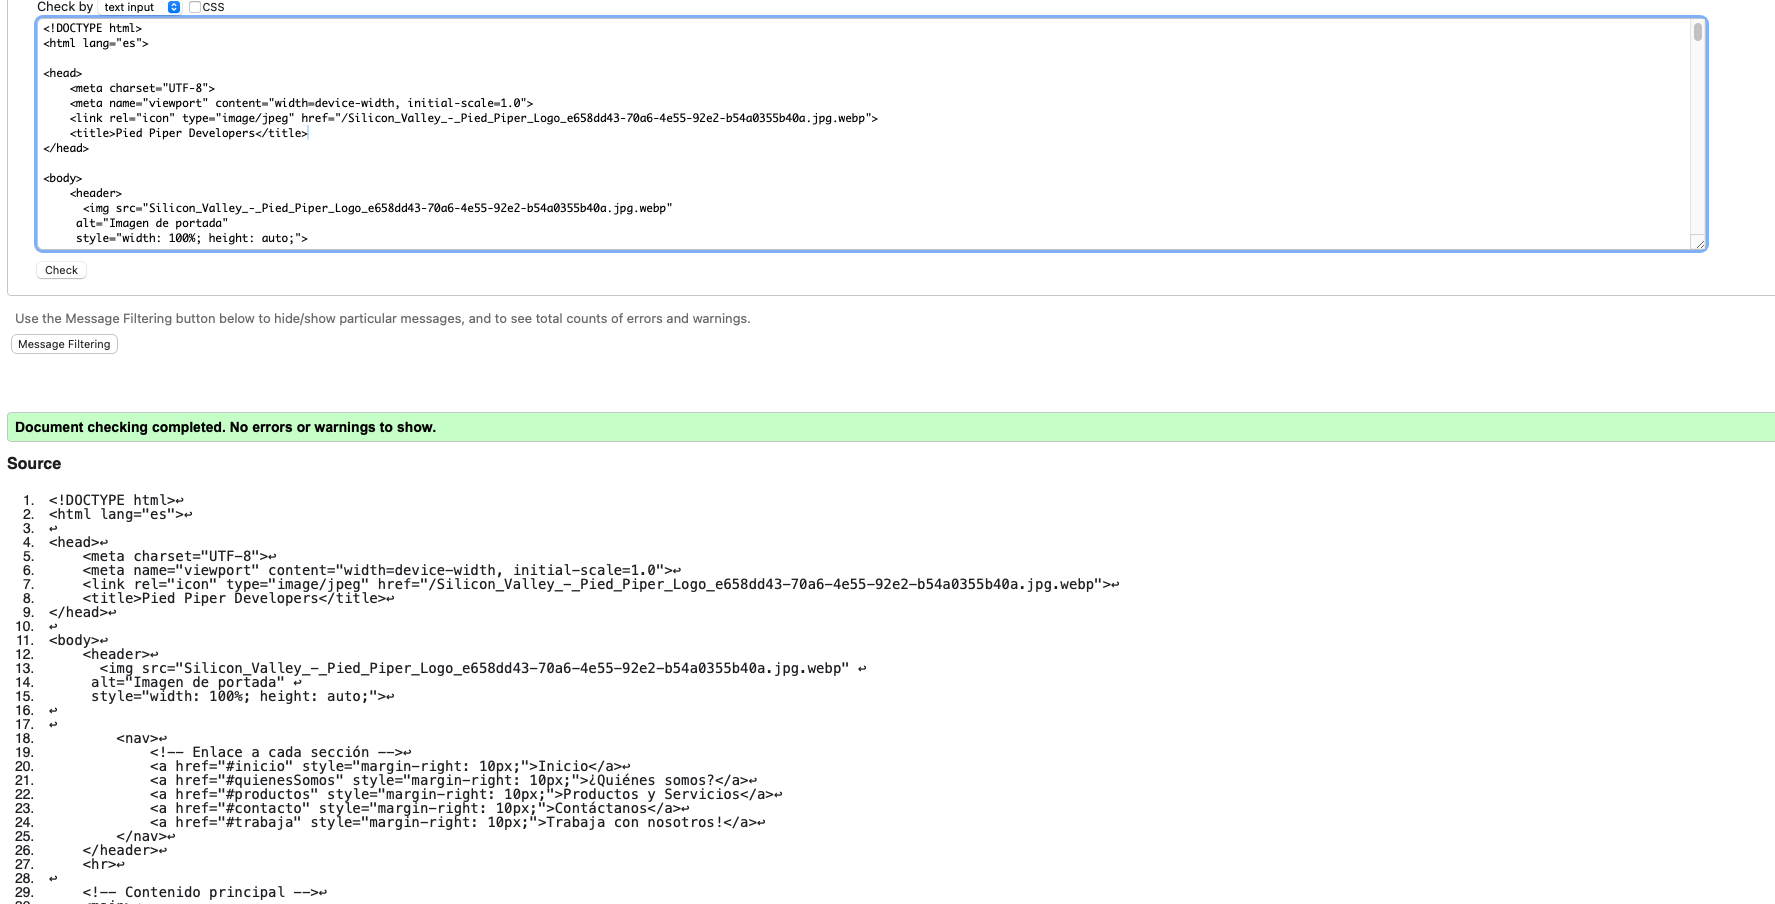 Check by text input CSS
<!DOCTYPE html>
<html lang="es">
<head>
<meta charset="UTF-8">
<meta name="viewport" content="width=device-width, initial-scale=1.0">
<link rel="icon" type="image/jpeg" href="/Silicon_Valley_-_Pied_Piper_Logo_e658dd43-70a6-4e55-92e2-b54a0355b40a.jpg.webp">
<title>Pied Piper Developers</title>
</head>
<body>
<header>
<img src="Silicon_Valley_-_Pied_Piper_Logo_e658dd43-70a6-4e55-92e2-b54a0355b40a.jpg.webp"
alt="Imagen de portada"
style="width: 100%; height: auto;">
Check
Use the Message Filtering button below to hide/show particular messages, and to see total counts of errors and warnings.
Message Filtering
Document checking completed. No errors or warnings to show.
Source
1. <!DOCTYPE html>↩
2. <html lang="es">↩
3. ↩
4. <head>↩
5. <meta charset="UTF-8">↩
6. <meta name="viewport" content="width=device-width, initial-scale=1.0">↩
7. <link rel="icon" type="image/jpeg" href="/Silicon_Valley_-_Pied_Piper_Logo_e658dd43-70a6-4e55-92e2-b54a0355b40a.jpg.webp">↩
8. <title>Pied Piper Developers</title>↩
9. </head>↩
10. ↩
11. <body>↩
12. <header>↩
13. <img src="Silicon_Valley_-_Pied_Piper_Logo_e658dd43-70a6-4e55-92e2-b54a0355b40a.jpg.webp" ↩
14. alt="Imagen de portada" ↩
15. style="width: 100%; height: auto;">↩
16. ↩
17. ↩
18. <nav>↩
19. <!-- Enlace a cada sección -->↩
20. <a href="#inicio" style="margin-right: 10px;">Inicio</a>↩
21. <a href="#quienesSomos" style="margin-right: 10px;">¿Quiénes somos?</a>↩
22. <a href="#productos" style="margin-right: 10px;">Productos y Servicios</a>↩
23. <a href="#contacto" style="margin-right: 10px;">Contáctanos</a>↩
24. <a href="#trabaja" style="margin-right: 10px;">Trabaja con nosotros!</a>↩
25. </nav>↩
26. </header>↩
27. <hr>↩
28. ↩
29. <!-- Contenido principal -->↩